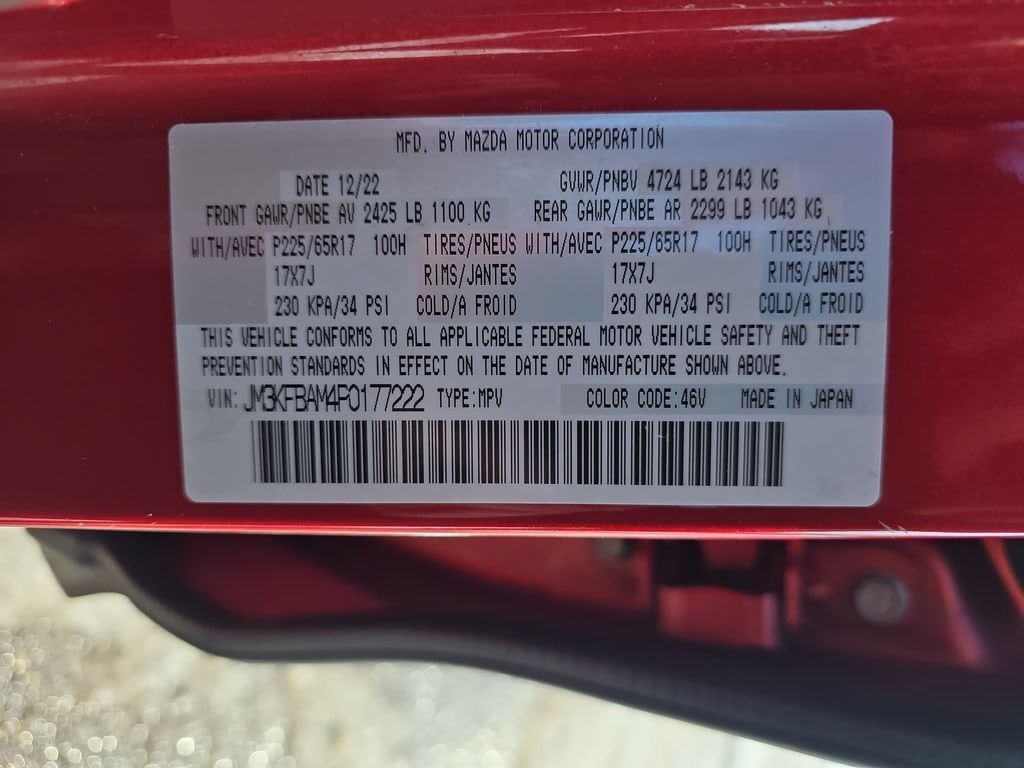 MFD. BY MAZDA MOTOR CORPORATION
DATE 12/22 GVWR/PNBV 4724 LB 2143 KG
FRONT GAWR/PNBE AV 2425 LB 1100 KG REAR GAWR/PNBE AR 2299 LB 1043 KG
WITH/AVEC P225/65R17 100H TIRES/PNEUS WITH/AVEC P225/65R17 100H TIRES/PNEUS
17X7J RIMS/JANTES 17X7J RIMS/JANTES
230 KPA/34 PSI COLD/A FROID 230 KPA/34 PSI COLD/A FROID
THIS VEHICLE CONFORMS TO ALL APPLICABLE FEDERAL MOTOR VEHICLE SAFETY AND THEFT
PREVENTION STANDARDS IN EFFECT ON THE DATE OF MANUFACTURE SHOWN ABOVE.
VIN: JM3KFBAM4P0177222 TYPE:MPV COLOR CODE:46V MADE IN JAPAN